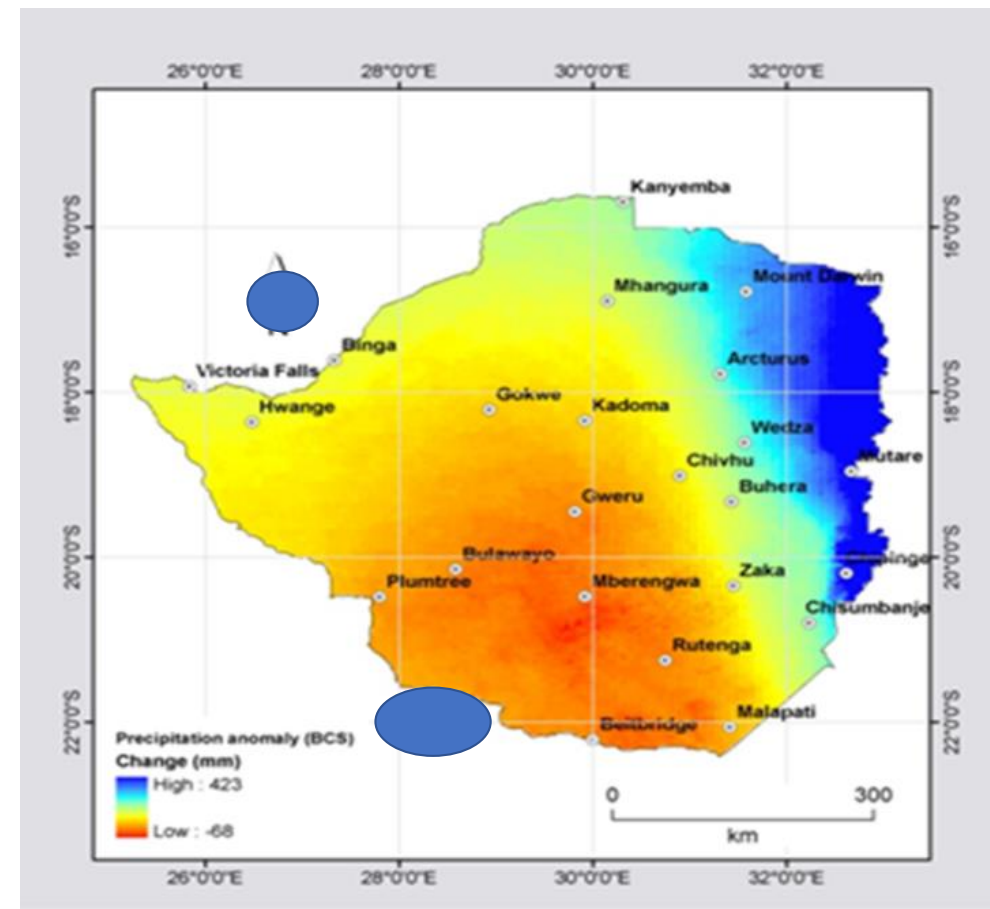 26°0'0"E 28°0'0"E 30°0'0"E 32°0'0"E
Kanyemba
16°0'0"S 16°0'0"S
Mount Darwin
Mhangura
Binga
Arcturus
Victoria Falls
18°0'0"S 18°0'0"S
Gokwe
Hwange
Kadoma
Wedza
Mutare
Chivhu
Buhera
Gweru
Bulawayo
20°0'0"S 20°0'0"S
Chipinge
Zaka
Plumtree
Mberengwa
Chisumbanje
Rutenga
Malapati
22°0'0"S 22°0'0"S
Beitbridge
Precipitation anomaly (BCS)
Change (mm)
High : 423
Low : -68
0 300
km
26°0'0"E 28°0'0"E 30°0'0"E 32°0'0"E